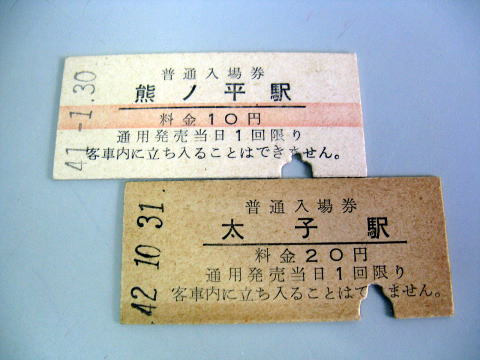 普通入場券
熊ノ平駅
料金10円
通用発売当日1回限り
客車内に立ち入ることはできません。
41-1.30
普通入場券
太子駅
料金20円
通用発売当日1回限り
客車内に立ち入ることはできません。
42 10 31